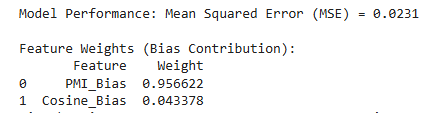 Model Performance: Mean Squared Error (MSE) = 0.0231
Feature Weights (Bias Contribution):
Feature Weight
0 PMI_Bias 0.956622
1 Cosine_Bias 0.043378